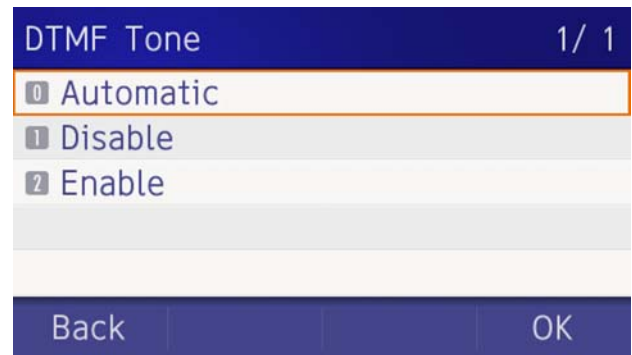 DTMF Tone 1/ 1
0 Automatic
1 Disable
2 Enable
Back OK